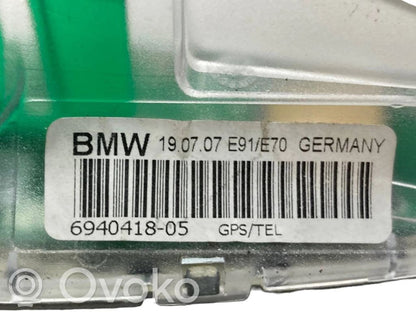 BMW 19.07.07 E91/E70 GERMANY
6940418-05 GPS/TEL
Ovoko